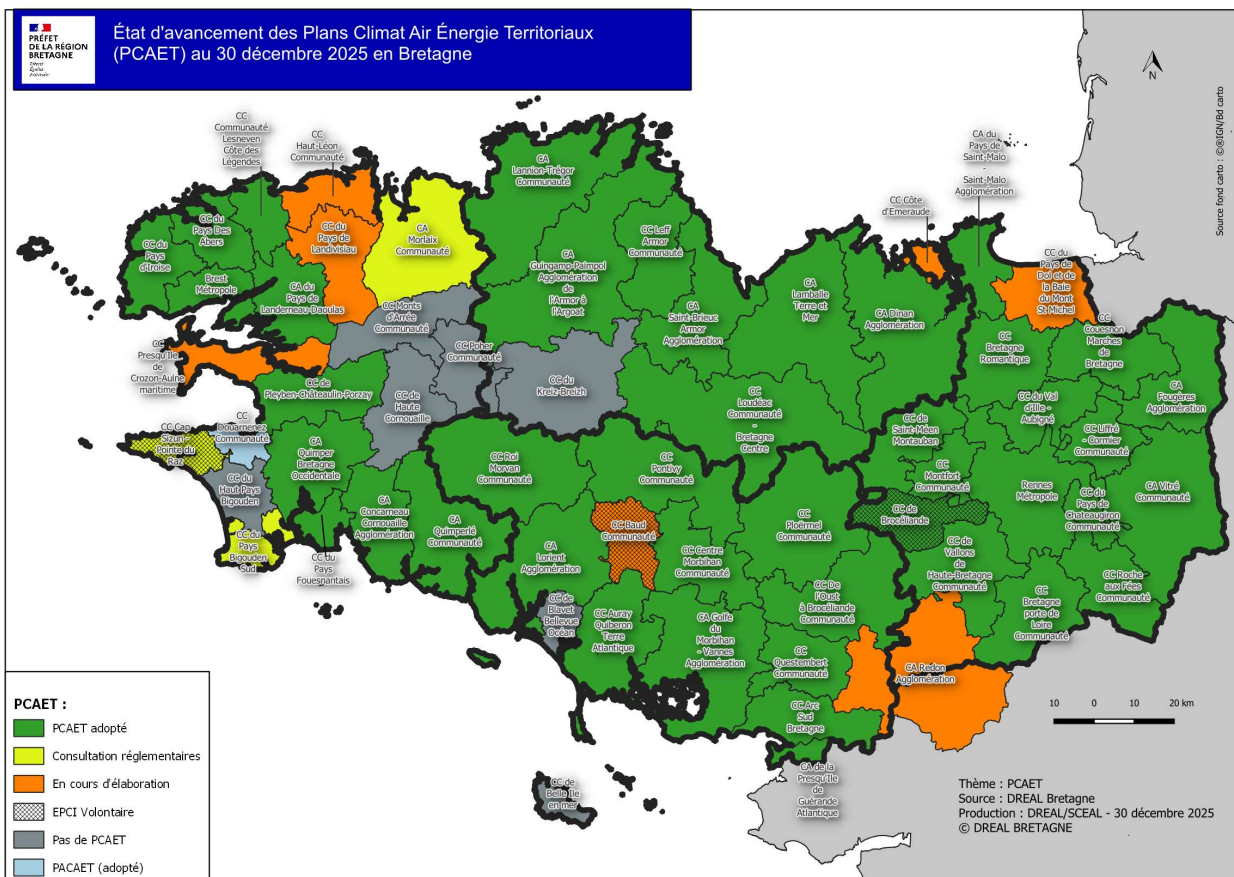 PRÉFET
DE LA RÉGION
BRETAGNE
Liberté
Égalité
Fraternité
État d'avancement des Plans Climat Air Énergie Territoriaux
(PCAET) au 30 décembre 2025 en Bretagne
N
Source fond carto : ©®IGN/Bd carto
CC
Communauté
Lesneven
Côte des
Légendes
CC
Haut-Léon
Communauté
CA
Lannion-Trégor
Communauté
CA du
Pays de
Saint-Malo
-
Saint-Malo
Agglomération
CC Côte
d'Emeraude
CC du
Pays Des
Abers
CC du
Pays
d'Iroise
CC du
Pays de
Landivisiau
CA
Morlaix
Communauté
CC Leff
Armor
Communauté
CC du
Pays de
Dol et de
la Baie
du Mont
St Michel
Brest
Métropole
CA du
Pays de
Landerneau-Daoulas
CA
Guingamp-Paimpol
Agglomération
de
l'Armor à
l'Argoat
CA
Lamballe
Terre et
Mer
CA Dinan
Agglomération
CC Monts
d'Arrée
Communauté
CA
Saint-Brieuc
Armor
Agglomération
CC
Couesnon
Marches
de
Bretagne
CC
Presqu'Ile
de
Crozon-Aulne
maritime
CC Poher
Communauté
CC
Bretagne
Romantique
CC de
Pleyben-Châteaulin-Porzay
CC du
Kreiz-Breizh
CA
Fougères
Agglomération
CC de
Haute
Cornouaille
CC
Loudéac
Communauté
-
Bretagne
Centre
CC du Val
d'Ille -
Aubigné
CC
Douarnenez
Communauté
CC Cap
Sizun -
Pointe du
Raz
CC de
Saint-Méen
Montauban
CC Liffré
- Cormier
Communauté
CA
Quimper
Bretagne
Occidentale
CC Roi
Morvan
Communauté
CC
Pontivy
Communauté
CC
Montfort
Communauté
Rennes
Métropole
CA Vitré
Communauté
CC du
Haut Pays
Bigouden
CC du
Pays de
Chateaugiron
Communauté
CA
Concarneau
Cornouaille
Agglomération
CA
Quimperlé
Communauté
CC Baud
Communauté
CC
Ploërmel
Communauté
CC de
Brocéliande
CC du
Pays
Bigouden
Sud
CC du
Pays
Fouesnantais
CA
Lorient
Agglomération
CC Centre
Morbihan
Communauté
CC de
Vallons
de
Haute-Bretagne
Communauté
CC Roche
aux Fées
Communauté
CC De
l'Oust
à Brocéliande
Communauté
CC
Bretagne
porte de
Loire
Communauté
CC de
Blavet
Bellevue
Océan
CC Auray
Quiberon
Terre
Atlantique
CA Golfe
du
Morbihan
- Vannes
Agglomération
CC
Questembert
Communauté
CA Redon
Agglomération
CC Arc
Sud
Bretagne
CC de
Belle Ile
en mer
CA de la
Presqu'Ile
de
Guérande
Atlantique
10 0 10 20 km
PCAET :
PCAET adopté
Consultation réglementaires
En cours d'élaboration
EPCI Volontaire
Pas de PCAET
PACAET (adopté)
Thème : PCAET
Source : DREAL Bretagne
Production : DREAL/SCEAL - 30 décembre 2025
© DREAL BRETAGNE